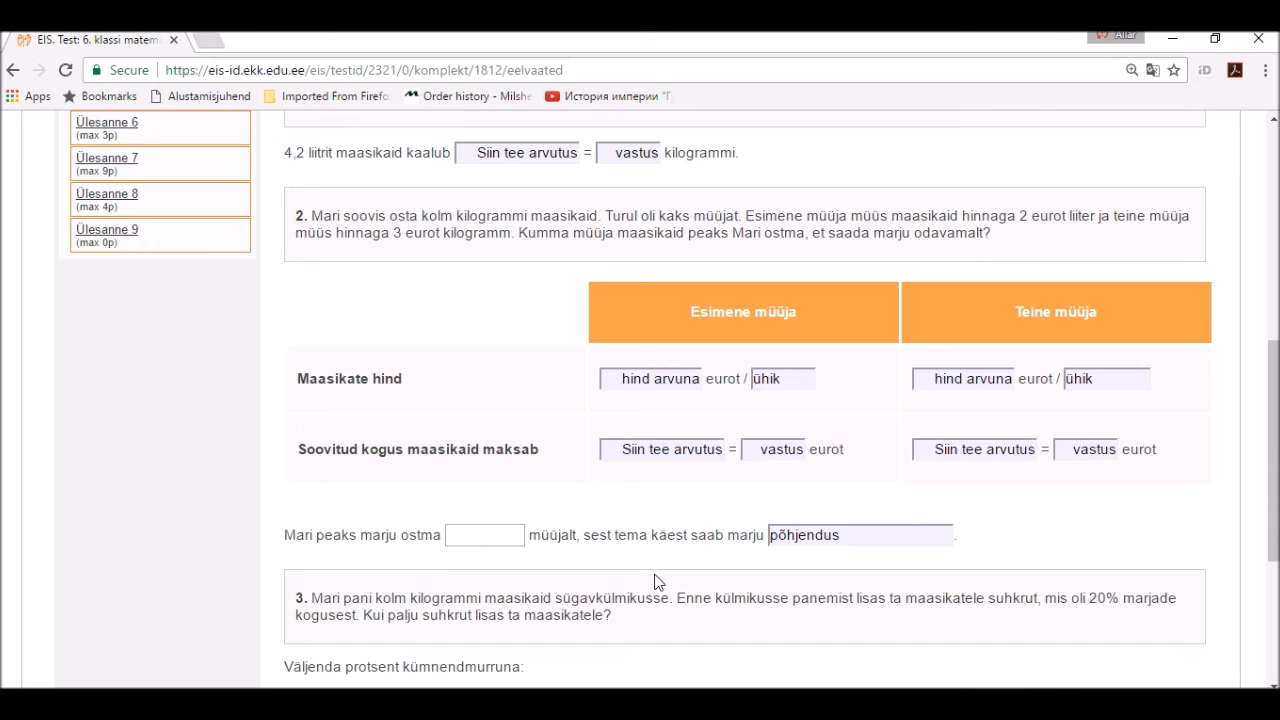 EIS. Test: 6. klassi matem
Allar
Secure https://eis-id.ekk.edu.ee/eis/testid/2321/0/komplekt/1812/eelvaated
iD
Apps Bookmarks Alustamisjuhend Imported From Firefo Order history - Milshe История империи "Г
Ülesanne 6
(max 3p)
Ülesanne 7
(max 9p)
Ülesanne 8
(max 4p)
Ülesanne 9
(max 0p)
4,2 liitrit maasikaid kaalub Siin tee arvutus = vastus kilogrammi.
2. Mari soovis osta kolm kilogrammi maasikaid. Turul oli kaks müüjat. Esimene müüja müüs maasikaid hinnaga 2 eurot liiter ja teine müüja
müüs hinnaga 3 eurot kilogramm. Kumma müüja maasikaid peaks Mari ostma, et saada marju odavamalt?
Esimene müüja Teine müüja
Maasikate hind hind arvuna eurot / ühik hind arvuna eurot / ühik
Soovitud kogus maasikaid maksab Siin tee arvutus = vastus eurot Siin tee arvutus = vastus eurot
Mari peaks marju ostma müüjalt, sest tema käest saab marju põhjendus.
3. Mari pani kolm kilogrammi maasikaid sügavkülmikusse. Enne külmikusse panemist lisas ta maasikatele suhkrut, mis oli 20% marjade
kogusest. Kui palju suhkrut lisas ta maasikatele?
Väljenda protsent kümnendmurruna: